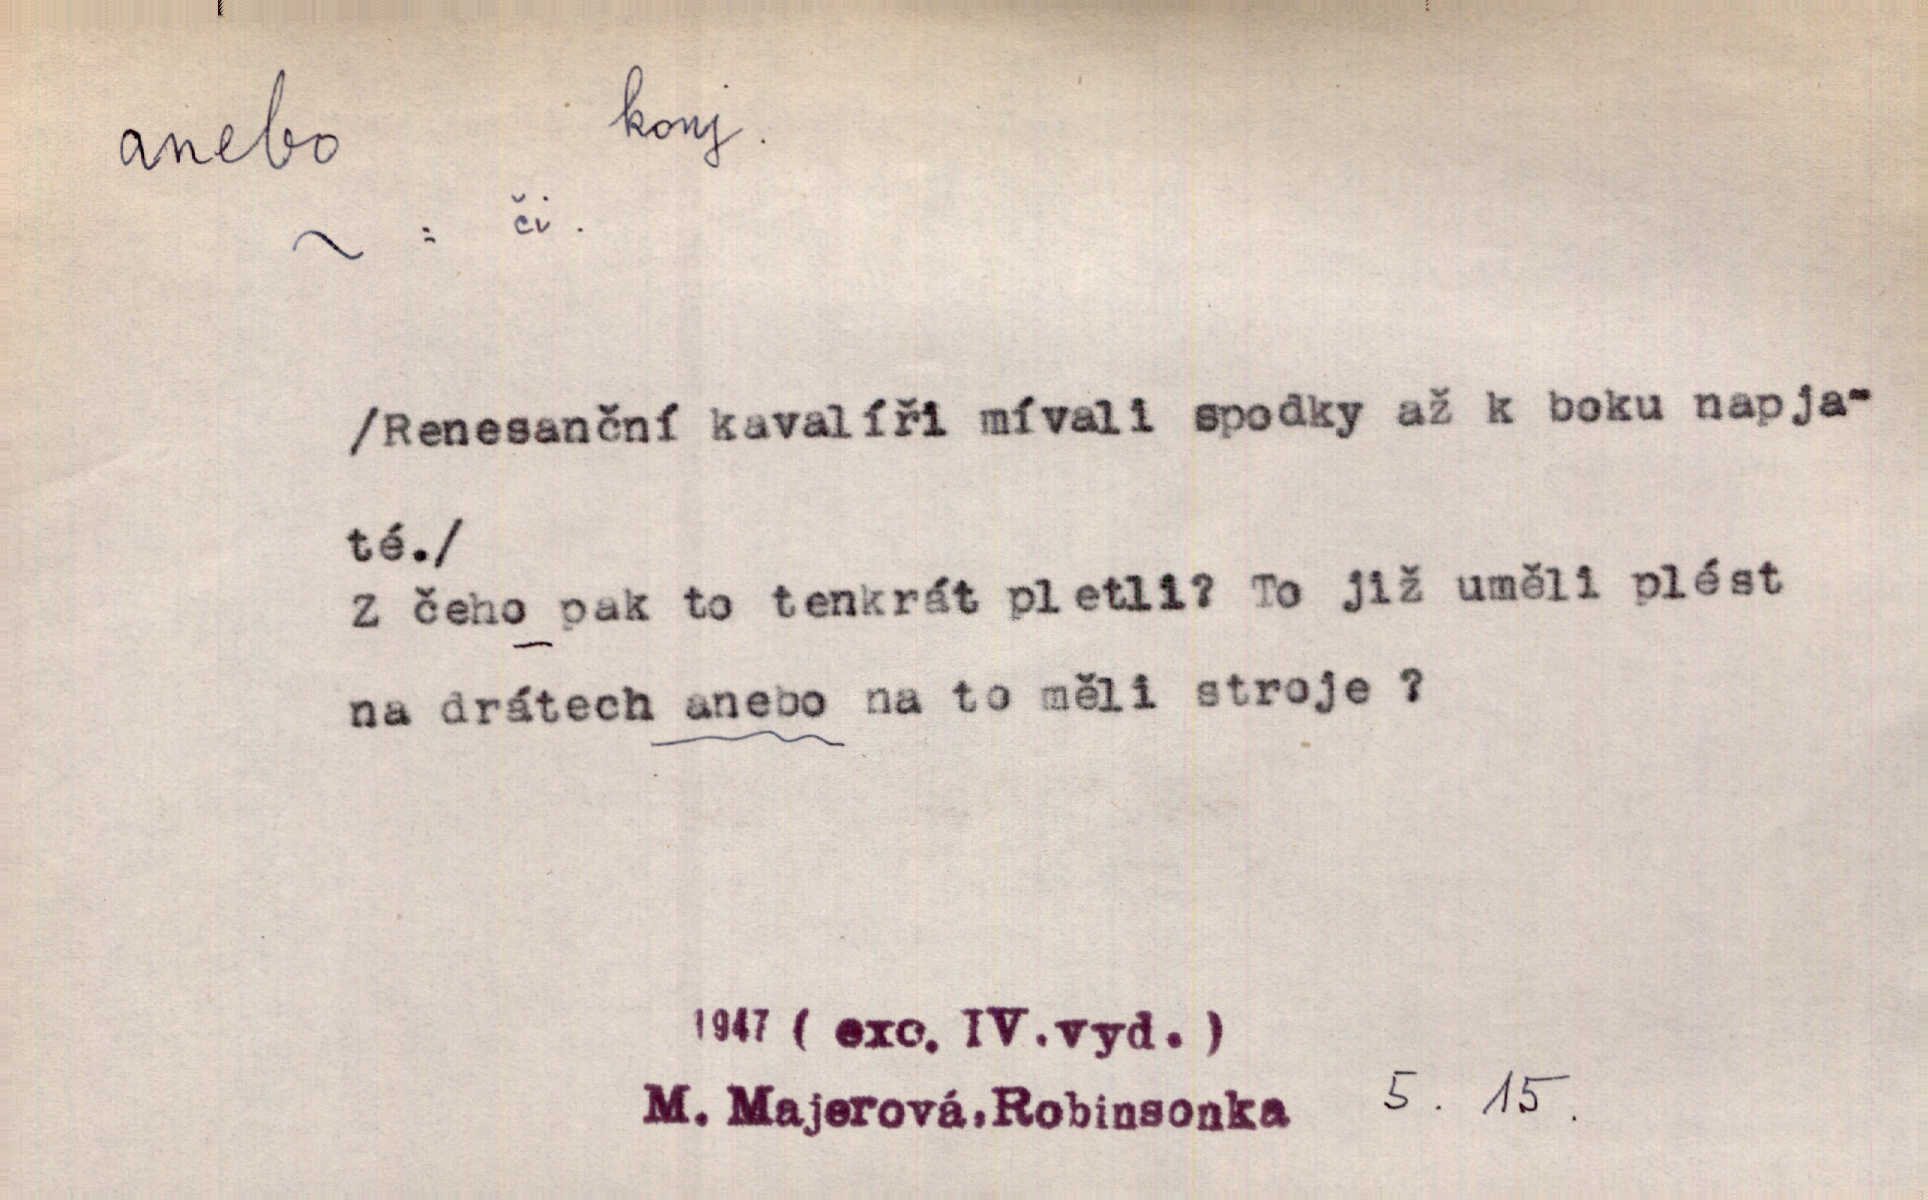 anebo konj.
~ = či.
/Renesanční kavalíři mívali spodky až k boku napja-
té./
Z čeho pak to tenkrát pletli? To již uměli plést
na drátech anebo na to měli stroje ?
1947 ( exc. IV.vyd. )
M. Majerová,Robinsonka 5. 15.